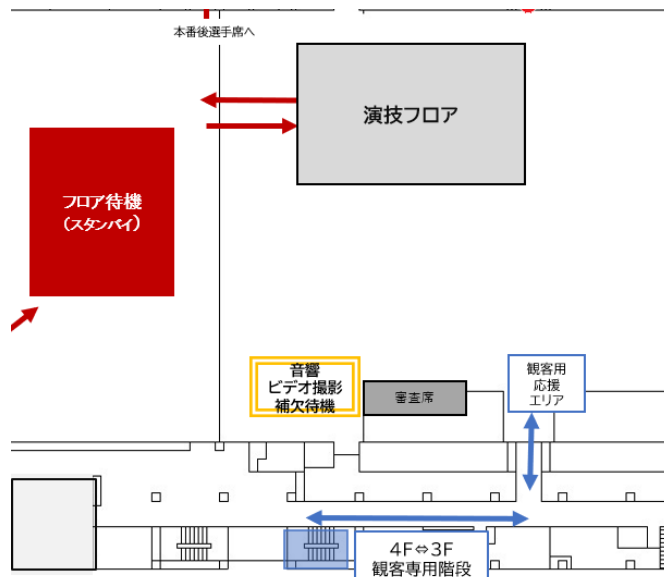 本番後選手席へ
演技フロア
フロア待機
(スタンバイ)
音響
ビデオ撮影
補欠待機
審査席
観客用
応援
エリア
4F⇔3F
観客専用階段